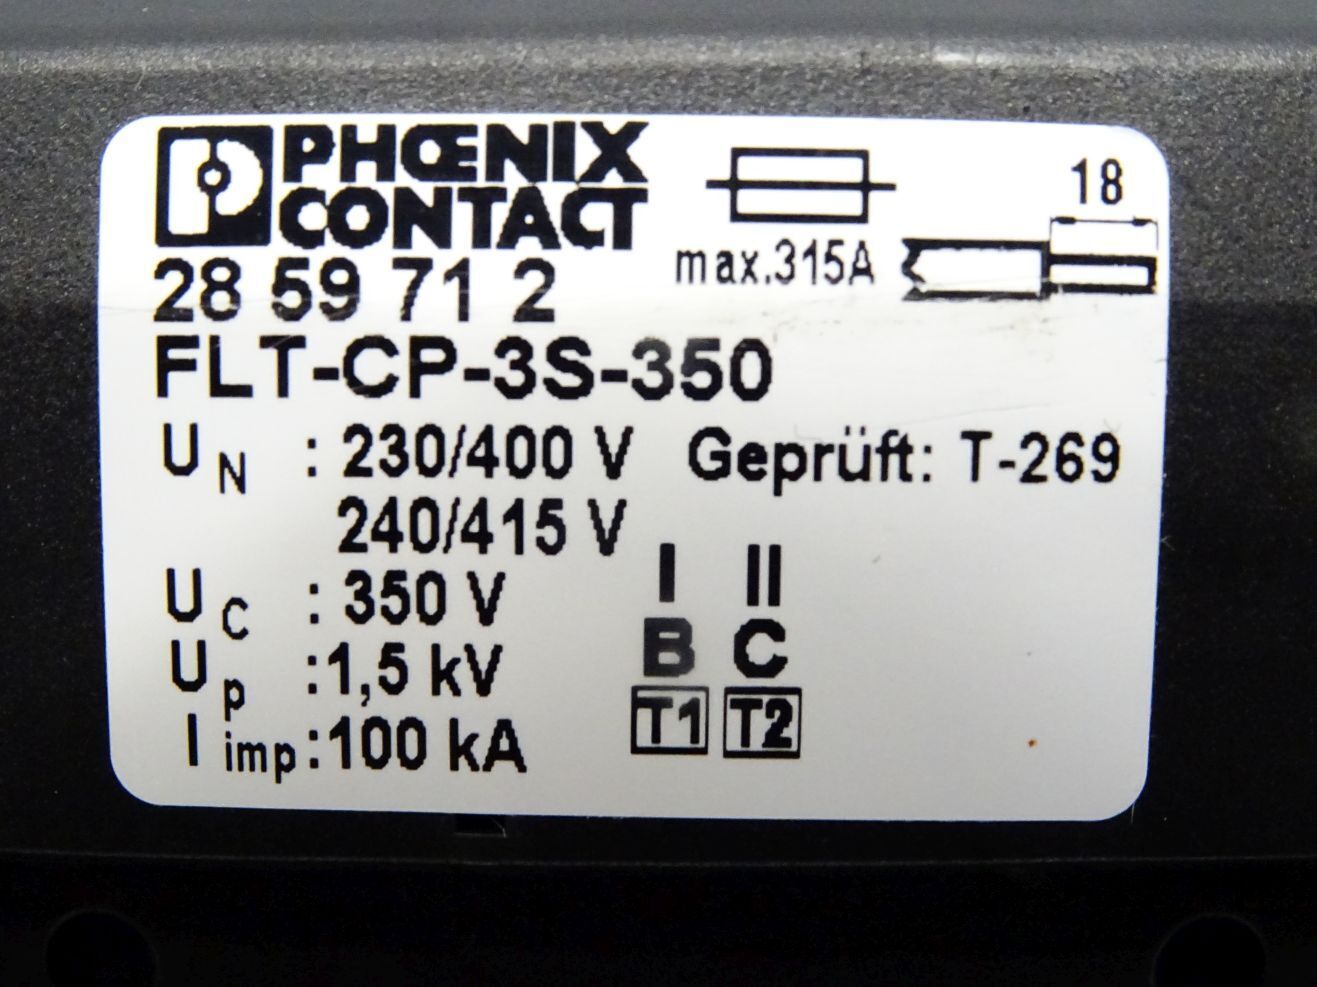 PHŒNIX
CONTACT
28 59 71 2
max.315A
18
FLT-CP-3S-350
U N : 230/400 V Geprüft: T-269
240/415 V
I II
U C : 350 V
B C
U p :1,5 kV
T1 T2
I imp:100 kA